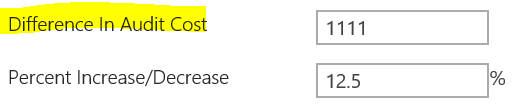 Difference In Audit Cost 1111
Percent Increase/Decrease 12.5 %